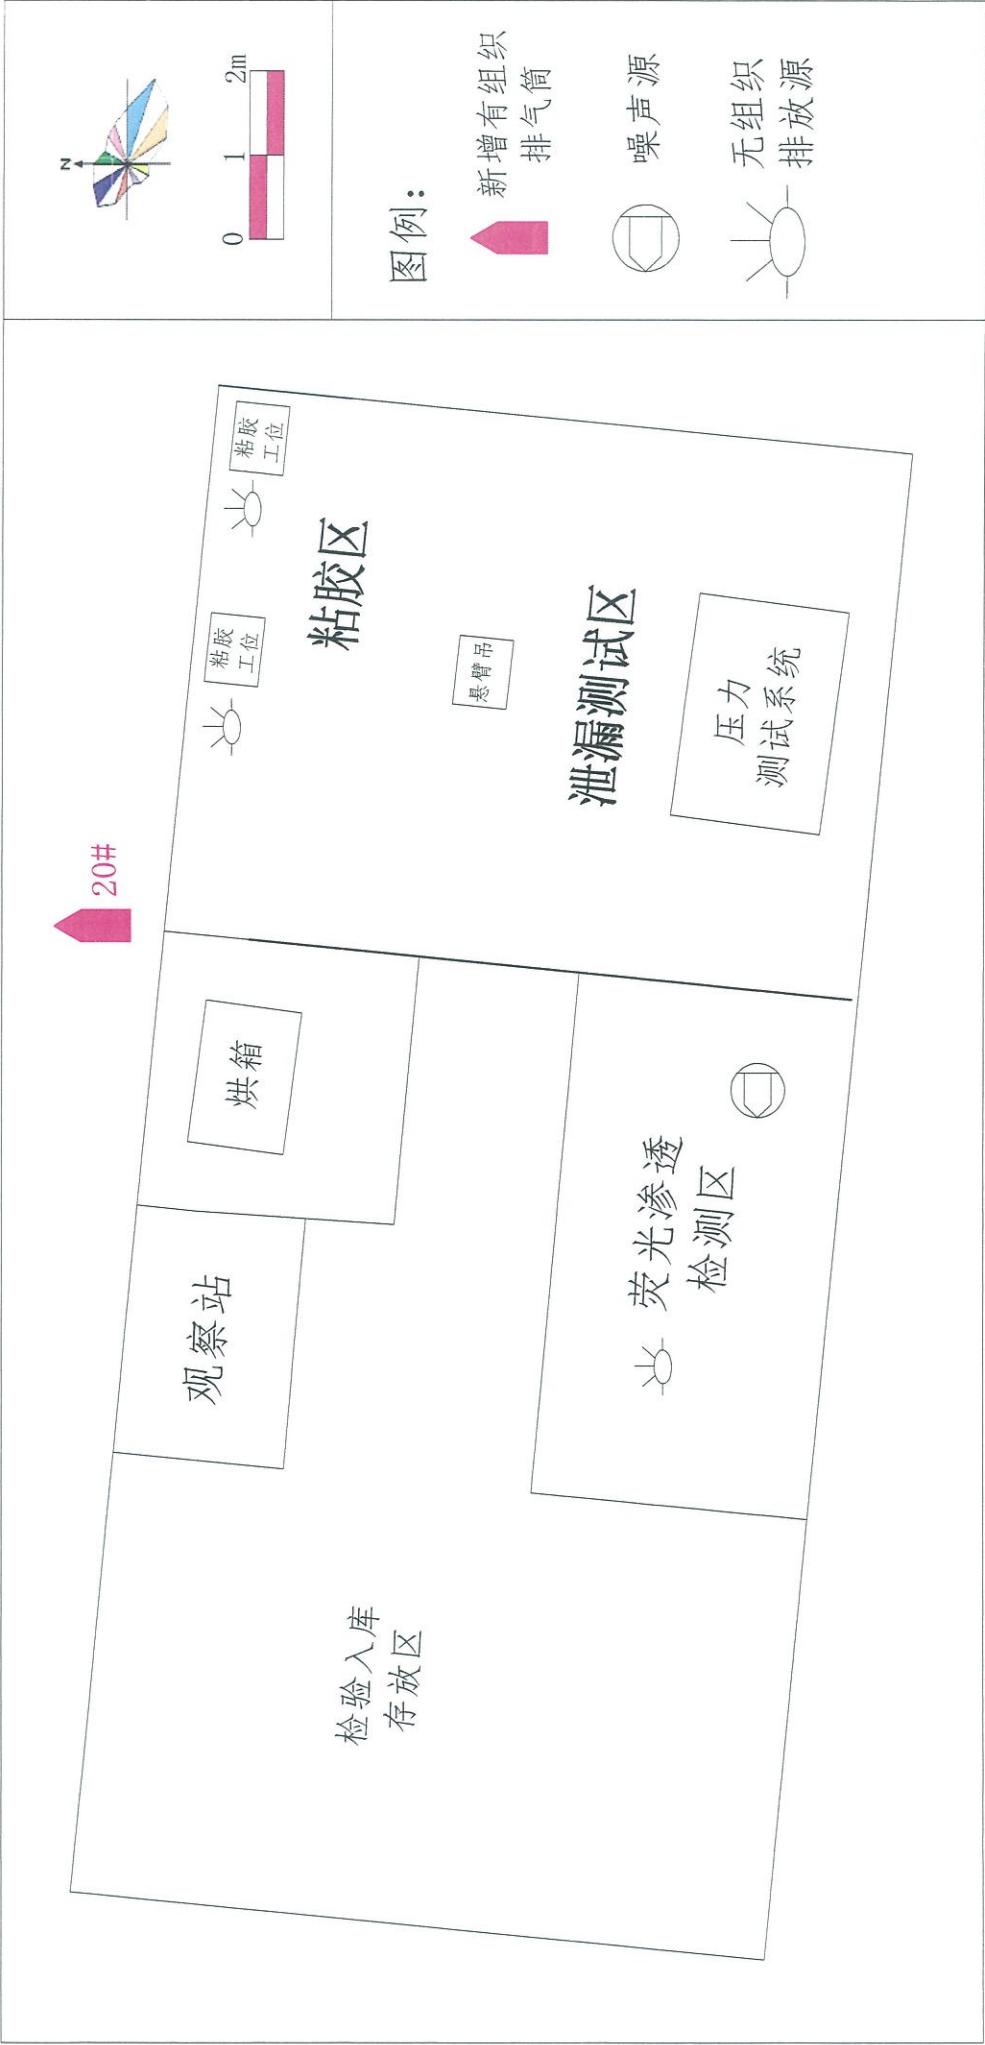 N
0
1
2m
图例：
新增有组织
排气筒
噪声源
无组织
排放源
20#
粘胶
工位
粘胶
工位
粘胶区
悬臂吊
泄漏测试区
压力
测试系统
烘箱
观察站
荧光渗透
检测区
检验入库
存放区